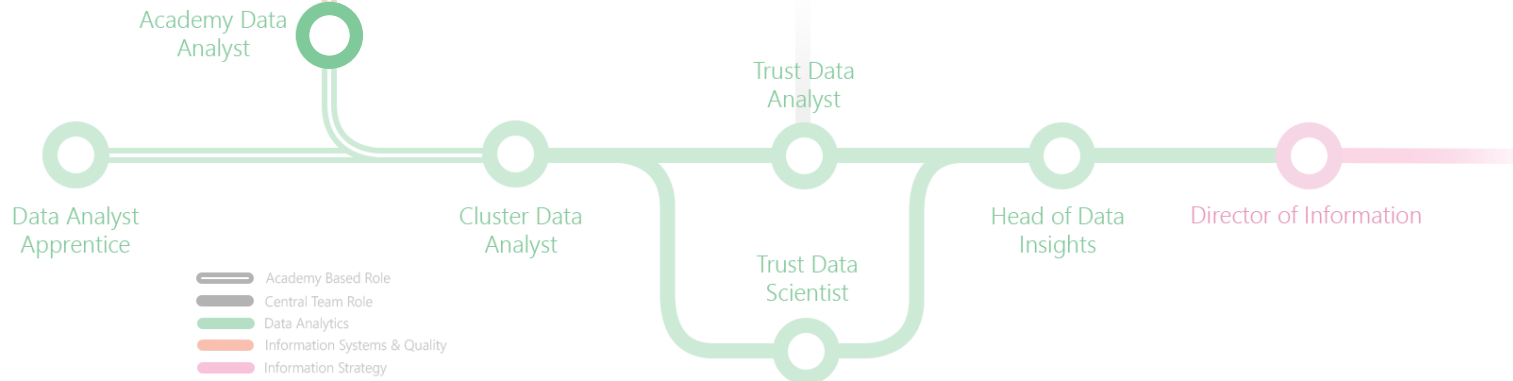 Academy Data
Analyst
Trust Data
Analyst
Data Analyst
Apprentice
Cluster Data
Analyst
Head of Data
Insights
Director of Information
Trust Data
Scientist
Academy Based Role
Central Team Role
Data Analytics
Information Systems & Quality
Information Strategy